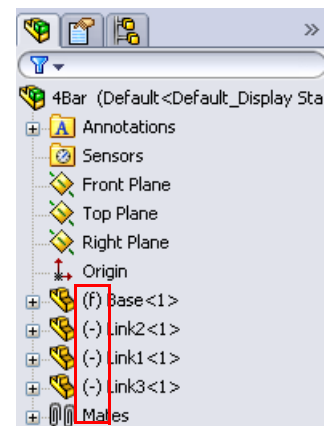 »
4Bar (Default<Default_Display Sta
A Annotations
Sensors
Front Plane
Top Plane
Right Plane
Origin
(f) Base<1>
(-) Link2<1>
(-) Link1<1>
(-) Link3<1>
Mates